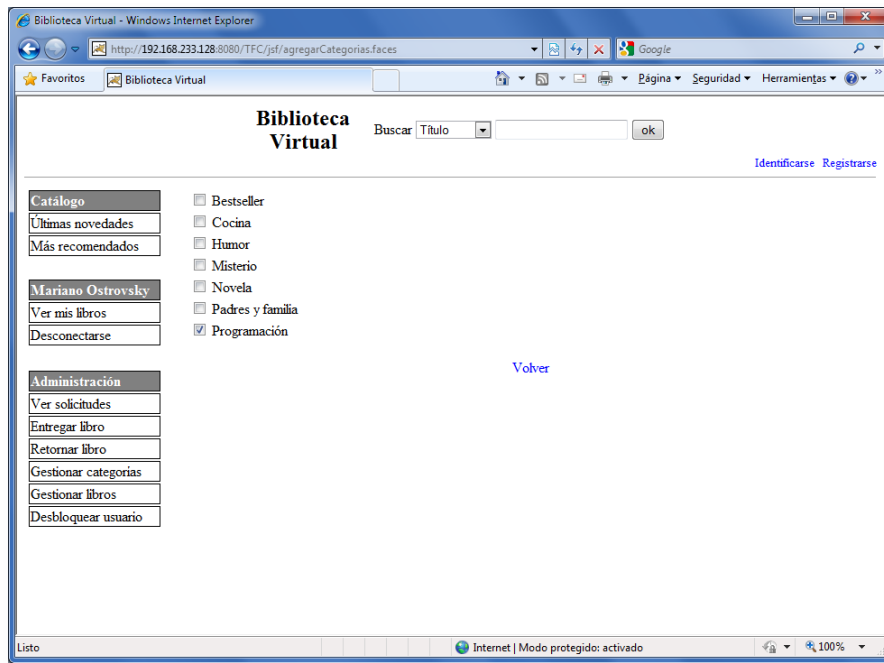 Biblioteca Virtual - Windows Internet Explorer
http://192.168.233.128:8080/TFC/jsf/agregarCategorias.faces
Google
Favoritos
Biblioteca Virtual
Página
Seguridad
Herramientas
Biblioteca
Virtual
Buscar
Título
ok
Identificarse Registrarse
Catálogo
Últimas novedades
Más recomendados
Mariano Ostrovsky
Ver mis libros
Desconectarse
Administración
Ver solicitudes
Entregar libro
Retornar libro
Gestionar categorias
Gestionar libros
Desbloquear usuario
Bestseller
Cocina
Humor
Misterio
Novela
Padres y familia
Programación
Volver
Listo
Internet | Modo protegido: activado
100%